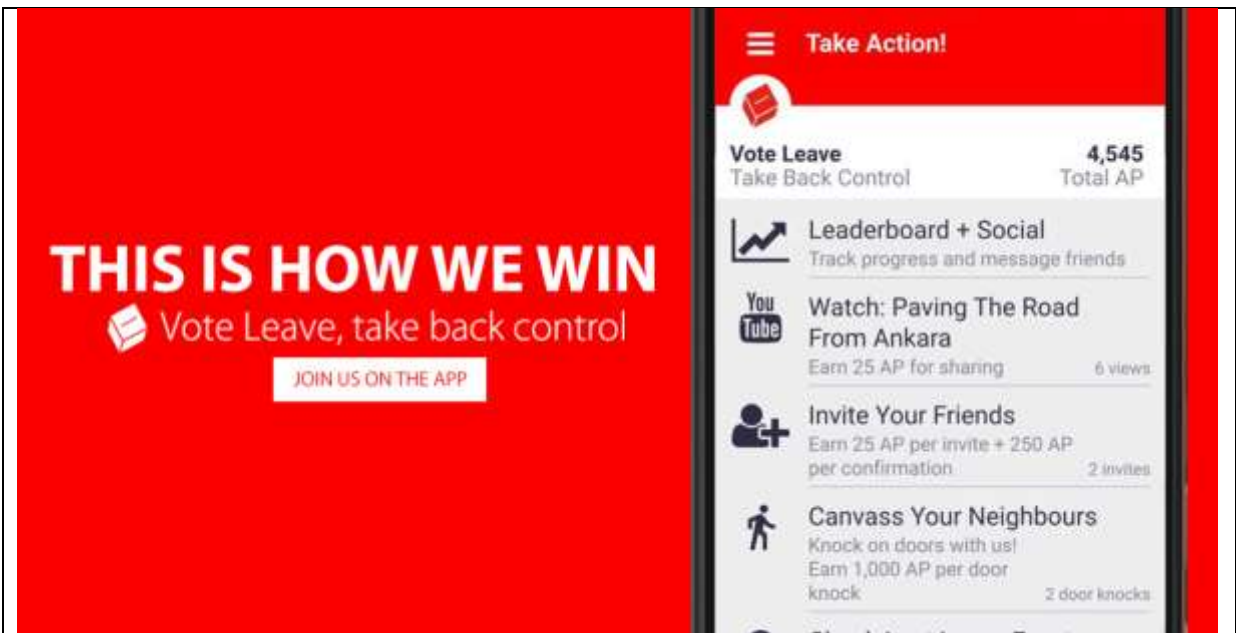 THIS IS HOW WE WIN
Vote Leave, take back control
JOIN US ON THE APP
Take Action!
Vote Leave
4,545
Take Back Control
Total AP
Leaderboard + Social
Track progress and message friends
You
Tube
Watch: Paving The Road
From Ankara
Earn 25 AP for sharing
6 views
Invite Your Friends
Earn 25 AP per invite + 250 AP
per confirmation
2 invites
Canvass Your Neighbours
Knock on doors with us!
Earn 1,000 AP per door
knock
2 door knocks